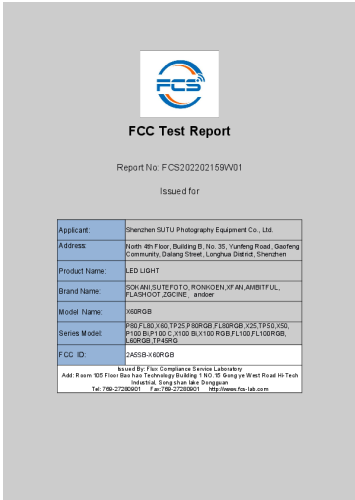 FCS
FCC Test Report
Report No: FCS202202159W01
Issued for
Applicant: Shenzhen SUTU Photography Equipment Co., Ltd.
Address: North 4th Floor, Building B, No. 35, Yunfeng Road, Gaofeng
Community, Dalang Street, Longhua District, Shenzhen
Product Name: LED LIGHT
Brand Name: SOKANI,SUTEFOTO, RONKOEN,XFAN,AMBITFUL,
FLASHOOT,ZGCINE、andoer
Model Name: X60RGB
Series Model: P80,FL80,X60,TP25,P80RGB,FL80RGB,X25,TP50,X50,
P100 BI,P100 C,X100 BI,X100 RGB,FL100,FL100RGB,
L60RGB,TP45RG
FCC ID: 2A5SB-X60RGB
Issued By: Flux Compliance Service Laboratory
Add: Room 105 Floor Bao hao Technology Building 1 NO.15 Gong ye West Road Hi-Tech
Industrial, Song shan lake Dongguan
Tel: 769-27280901 Fax:769-27280901 http://www.fcs-lab.com